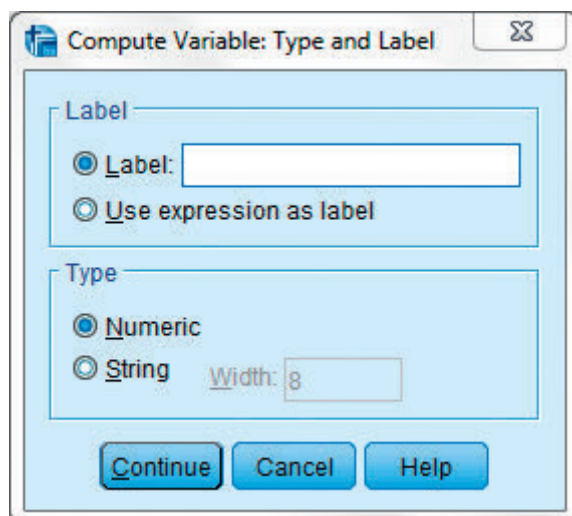 Compute Variable: Type and Label
Label
Label:
Use expression as label
Type
Numeric
String Width: 8
Continue Cancel Help